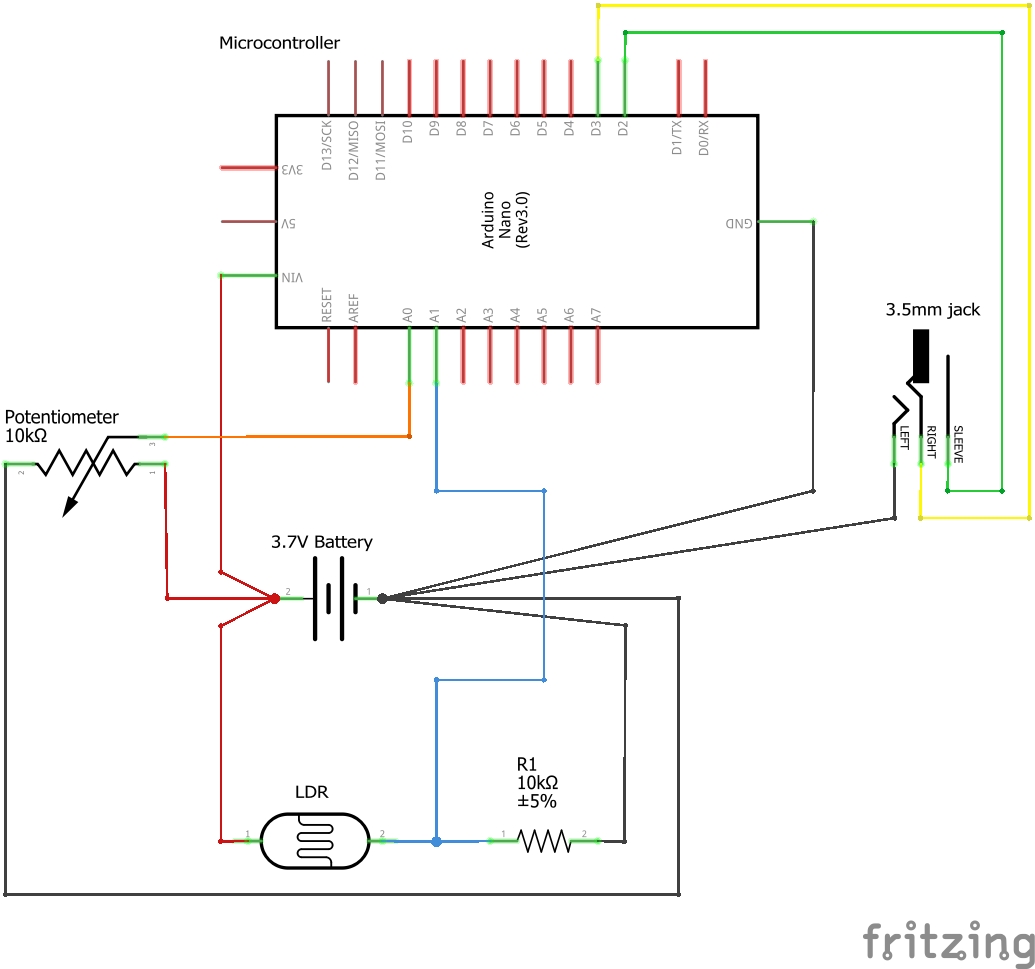 Microcontroller
D13/SCK
D12/MISO
D11/MOSI
D10
D9
D8
D7
D6
D5
D4
D3
D2
D1/TX
D0/RX
3V3
5V
VIN
Arduino
Nano
(Rev3.0)
GND
RESET
AREF
A0
A1
A2
A3
A4
A5
A6
A7
3.5mm jack
LEFT
RIGHT
SLEEVE
Potentiometer
10kΩ
3
2
1
3.7V Battery
2
1
R1
10kΩ
±5%
LDR
1
2
1
2
fritzing